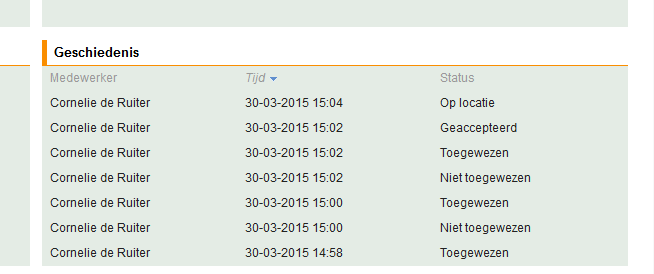 Geschiedenis
Medewerker Tijd Status
Cornelie de Ruiter 30-03-2015 15:04 Op locatie
Cornelie de Ruiter 30-03-2015 15:02 Geaccepteerd
Cornelie de Ruiter 30-03-2015 15:02 Toegewezen
Cornelie de Ruiter 30-03-2015 15:02 Niet toegewezen
Cornelie de Ruiter 30-03-2015 15:00 Toegewezen
Cornelie de Ruiter 30-03-2015 15:00 Niet toegewezen
Cornelie de Ruiter 30-03-2015 14:58 Toegewezen